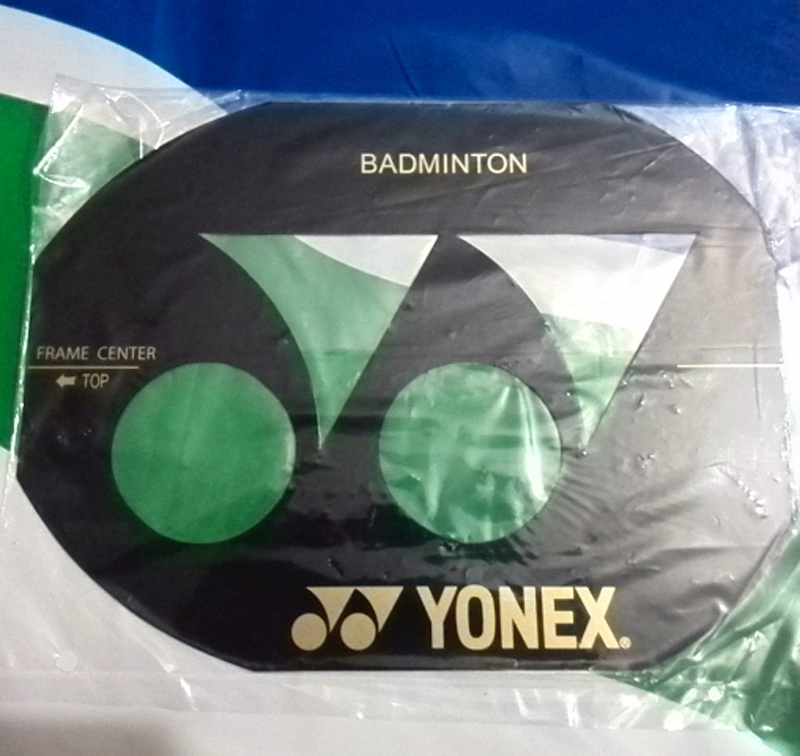 BADMINTON
FRAME CENTER
← TOP
YONEX®